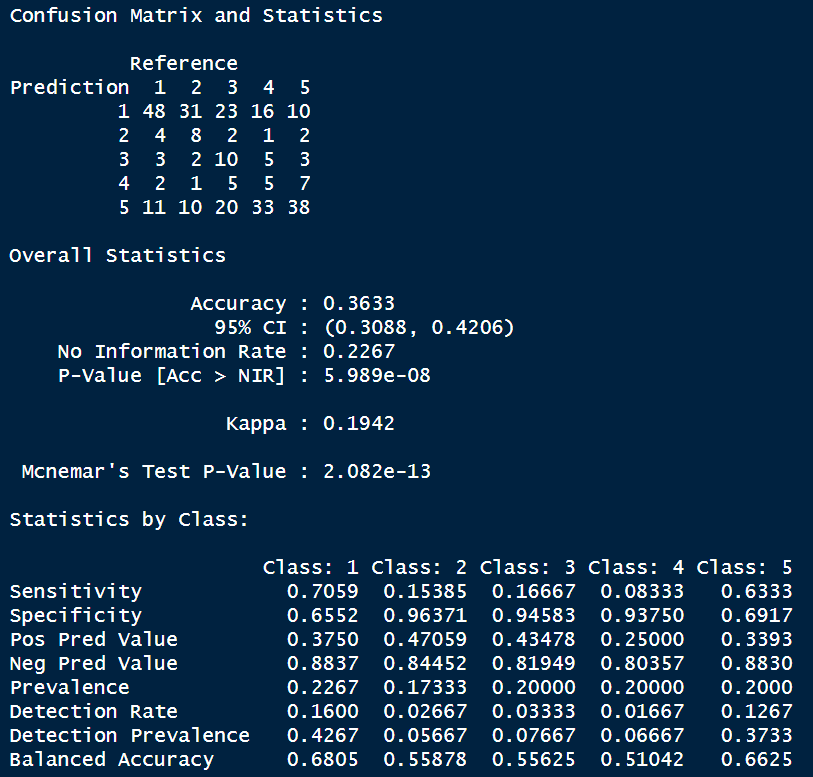 Confusion Matrix and Statistics
Reference
Prediction 1 2 3 4 5
1 48 31 23 16 10
2 4 8 2 1 2
3 3 2 10 5 3
4 2 1 5 5 7
5 11 10 20 33 38
Overall Statistics
Accuracy : 0.3633
95% CI : (0.3088, 0.4206)
No Information Rate : 0.2267
P-Value [Acc > NIR] : 5.989e-08
Kappa : 0.1942
Mcnemar's Test P-Value : 2.082e-13
Statistics by Class:
Class: 1 Class: 2 Class: 3 Class: 4 Class: 5
Sensitivity 0.7059 0.15385 0.16667 0.08333 0.6333
Specificity 0.6552 0.96371 0.94583 0.93750 0.6917
Pos Pred Value 0.3750 0.47059 0.43478 0.25000 0.3393
Neg Pred Value 0.8837 0.84452 0.81949 0.80357 0.8830
Prevalence 0.2267 0.17333 0.20000 0.20000 0.2000
Detection Rate 0.1600 0.02667 0.03333 0.01667 0.1267
Detection Prevalence 0.4267 0.05667 0.07667 0.06667 0.3733
Balanced Accuracy 0.6805 0.55878 0.55625 0.51042 0.6625